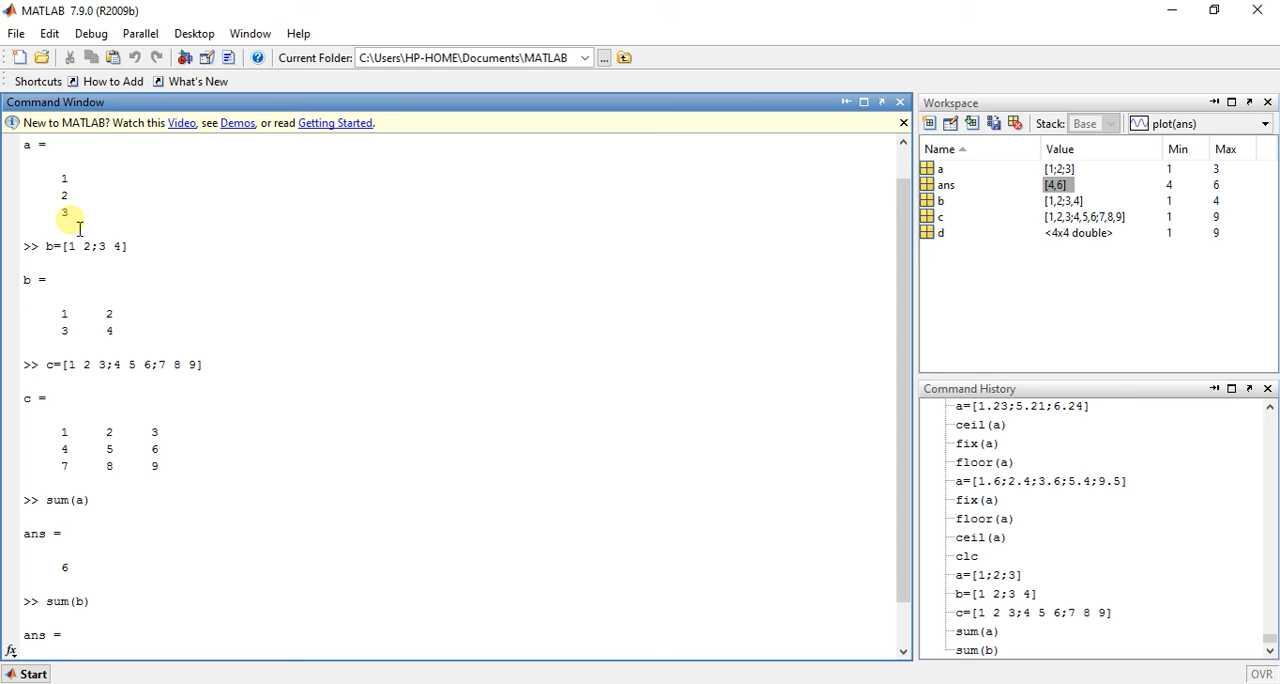 MATLAB 7.9.0 (R2009b)
File Edit Debug Parallel Desktop Window Help
Current Folder: C:\Users\HP-HOME\Documents\MATLAB ...
Shortcuts How to Add What's New
Command Window
New to MATLAB? Watch this Video, see Demos, or read Getting Started.
a =
1
2
3
>> b=[1 2;3 4]
b =
1 2
3 4
>> c=[1 2 3;4 5 6;7 8 9]
c =
1 2 3
4 5 6
7 8 9
>> sum(a)
ans =
6
>> sum(b)
ans =
fx
Workspace
Stack: Base plot(ans)
Name Value Min Max
a [1;2;3] 1 3
ans [4,6] 4 6
b [1,2;3,4] 1 4
c [1,2,3;4,5,6;7,8,9] 1 9
d <4x4 double> 1 9
Command History
a=[1.23;5.21;6.24]
ceil(a)
fix(a)
floor(a)
a=[1.6;2.4;3.6;5.4;9.5]
fix(a)
floor(a)
ceil(a)
clc
a=[1;2;3]
b=[1 2;3 4]
c=[1 2 3;4 5 6;7 8 9]
sum(a)
sum(b)
Start OVR